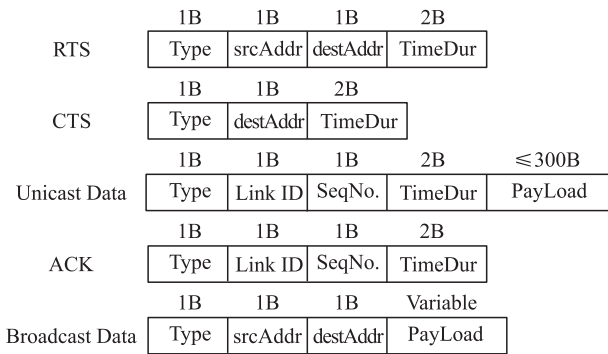 1B 1B 1B 2B
RTS Type srcAddr destAddr TimeDur
1B 1B 2B
CTS Type destAddr TimeDur
1B 1B 1B 2B ≤300B
Unicast Data Type Link ID SeqNo. TimeDur PayLoad
1B 1B 1B 2B
ACK Type Link ID SeqNo. TimeDur
1B 1B 1B Variable
Broadcast Data Type srcAddr destAddr PayLoad